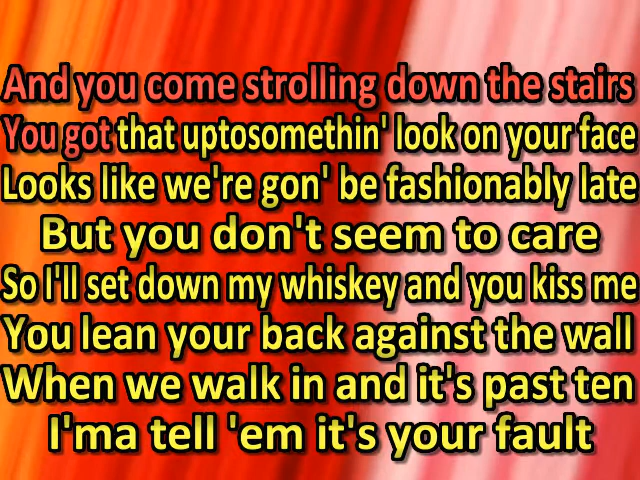 And you come strolling down the stairs
You got that uptosomethin' look on your face
Looks like we're gon' be fashionably late
But you don't seem to care
So I'll set down my whiskey and you kiss me
You lean your back against the wall
When we walk in and it's past ten
I'ma tell 'em it's your fault